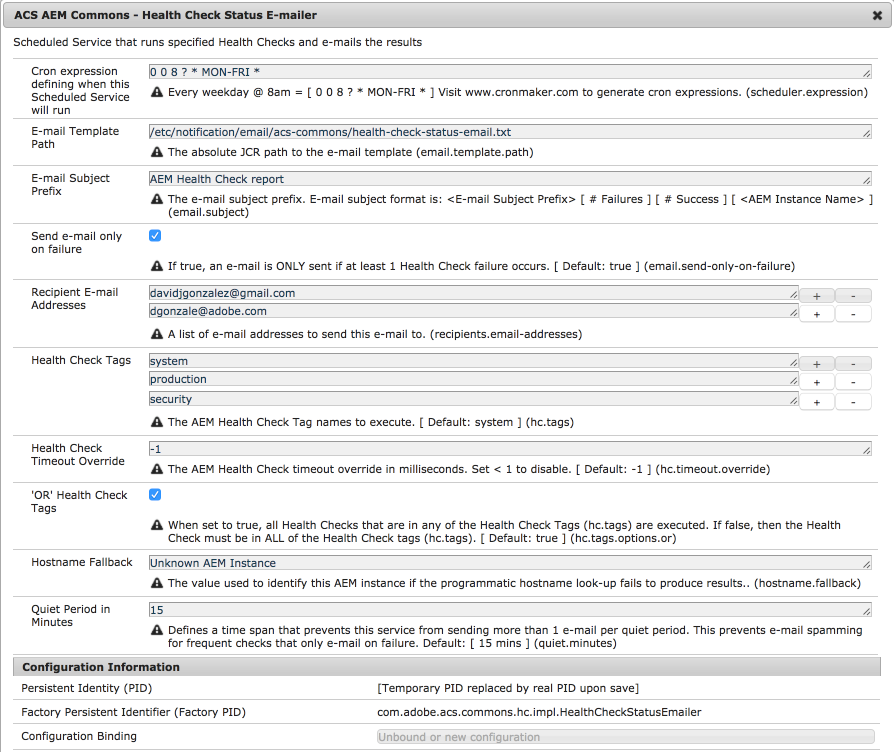 ACS AEM Commons - Health Check Status E-mailer
Scheduled Service that runs specified Health Checks and e-mails the results
Cron expression
defining when this
Scheduled Service
will run
0 0 8 ? * MON-FRI *
Every weekday @ 8am = [ 0 0 8 ? * MON-FRI * ] Visit www.cronmaker.com to generate cron expressions. (scheduler.expression)
E-mail Template
Path
/etc/notification/email/acs-commons/health-check-status-email.txt
The absolute JCR path to the e-mail template (email.template.path)
E-mail Subject
Prefix
AEM Health Check report
The e-mail subject prefix. E-mail subject format is: <E-mail Subject Prefix> [ # Failures ] [ # Success ] [ <AEM Instance Name> ]
(email.subject)
Send e-mail only
on failure
If true, an e-mail is ONLY sent if at least 1 Health Check failure occurs. [ Default: true ] (email.send-only-on-failure)
Recipient E-mail
Addresses
davidjgonzalez@gmail.com + -
dgonzale@adobe.com + -
A list of e-mail addresses to send this e-mail to. (recipients.email-addresses)
Health Check Tags
system + -
production + -
security + -
The AEM Health Check Tag names to execute. [ Default: system ] (hc.tags)
Health Check
Timeout Override
-1
The AEM Health Check timeout override in milliseconds. Set < 1 to disable. [ Default: -1 ] (hc.timeout.override)
'OR' Health Check
Tags
When set to true, all Health Checks that are in any of the Health Check Tags (hc.tags) are executed. If false, then the Health
Check must be in ALL of the Health Check tags (hc.tags). [ Default: true ] (hc.tags.options.or)
Hostname Fallback
Unknown AEM Instance
The value used to identify this AEM instance if the programmatic hostname look-up fails to produce results.. (hostname.fallback)
Quiet Period in
Minutes
15
Defines a time span that prevents this service from sending more than 1 e-mail per quiet period. This prevents e-mail spamming
for frequent checks that only e-mail on failure. Default: [ 15 mins ] (quiet.minutes)
Configuration Information
Persistent Identity (PID) [Temporary PID replaced by real PID upon save]
Factory Persistent Identifier (Factory PID) com.adobe.acs.commons.hc.impl.HealthCheckStatusEmailer
Configuration Binding Unbound or new configuration